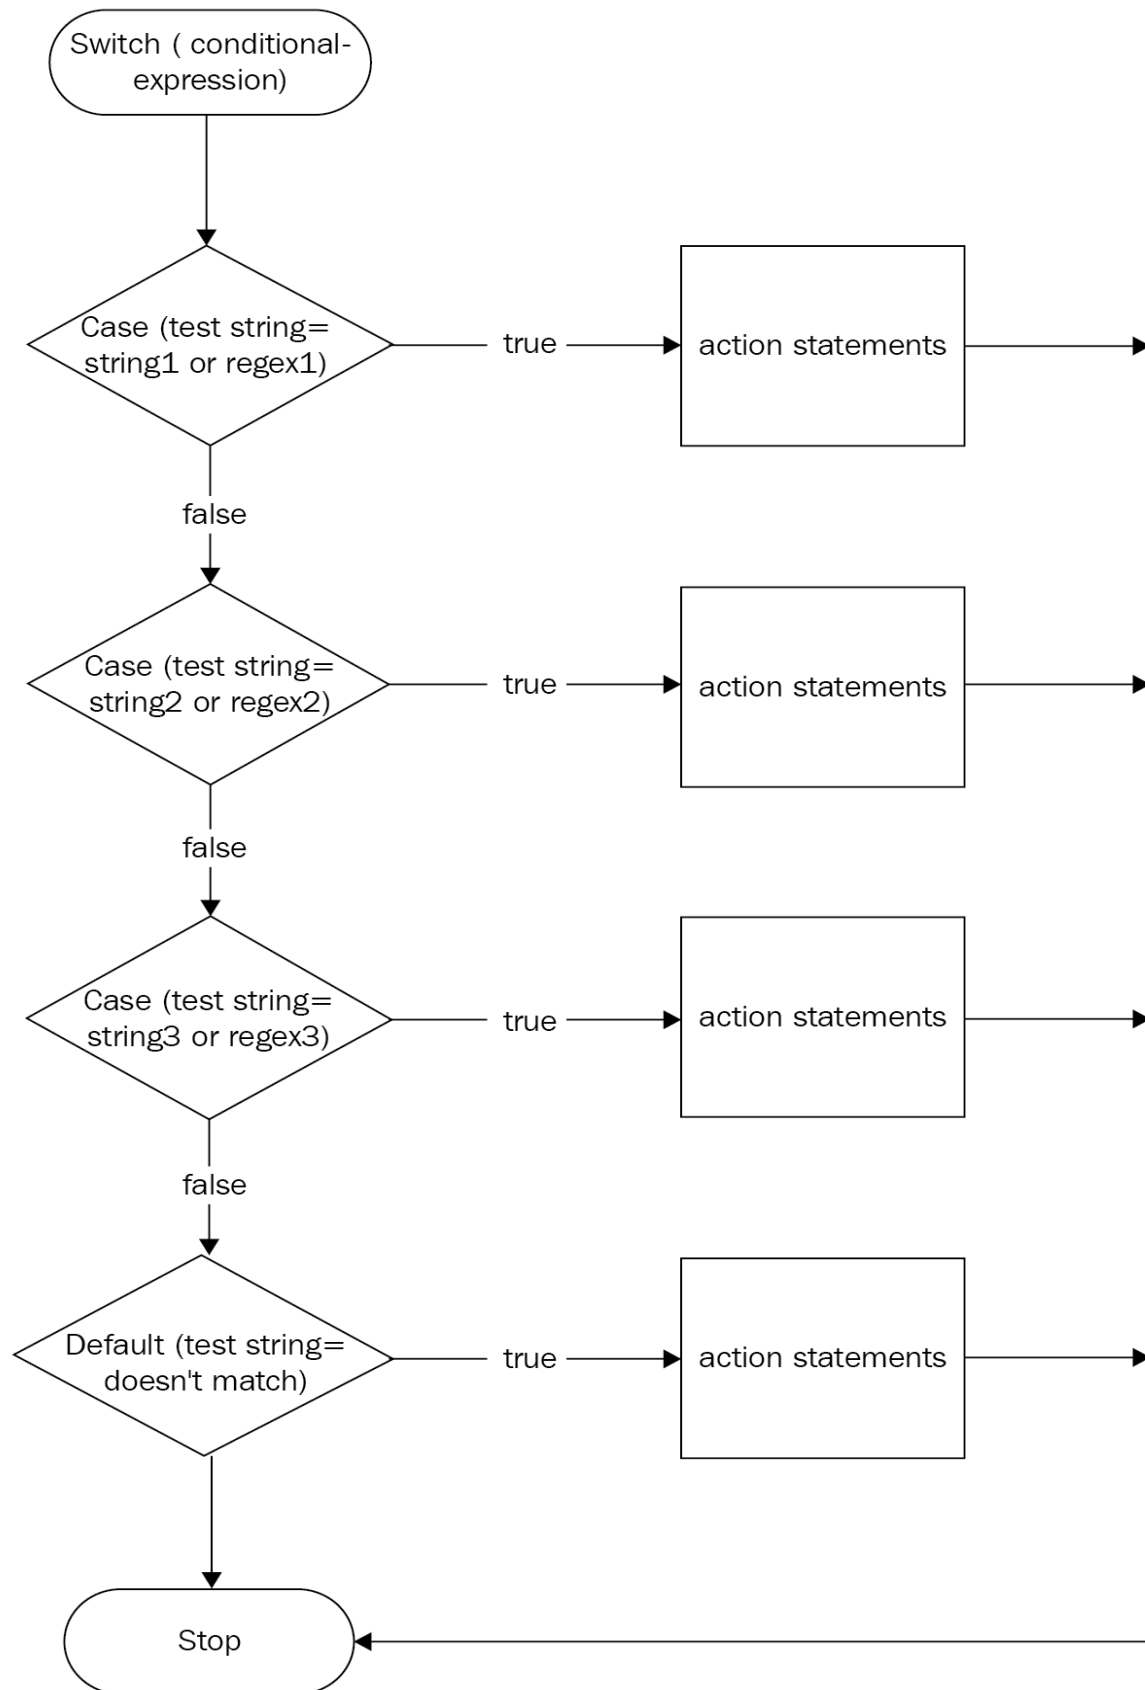 Switch ( conditional-
expression)
Case (test string=
string1 or regex1)
true
action statements
false
Case (test string=
string2 or regex2)
true
action statements
false
Case (test string=
string3 or regex3)
true
action statements
false
Default (test string=
doesn't match)
true
action statements
Stop